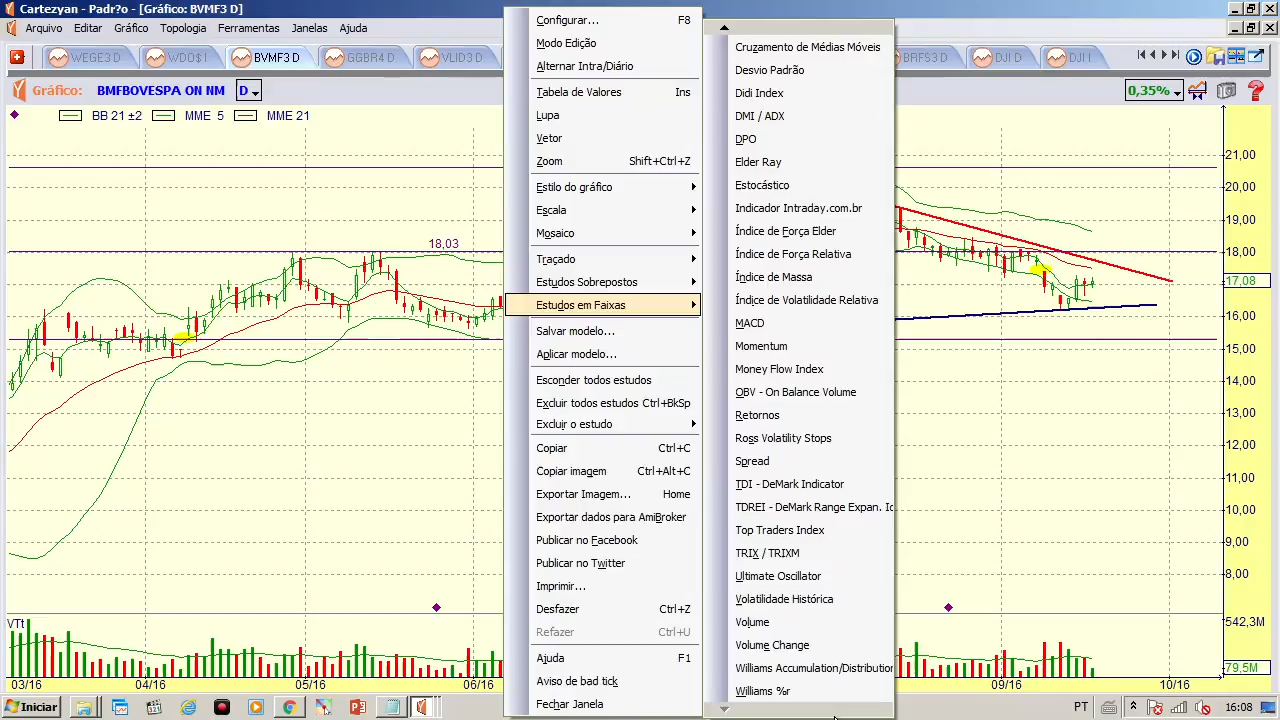 Cartezyan - Padr?o - [Gráfico: BVMF3 D]
Arquivo Editar Gráfico Topologia Ferramentas Janelas Ajuda
WEGE3 D
BVMF3 D
GGBR4 D
VLID3 D
BRFS3 D
DJI D
DJI I
Gráfico: BMFBOVESPA ON NM D
0,35%
BB 21 ±2 MME 5 MME 21
18,03
21,00
20,00
19,00
18,00
17,08
16,00
15,00
14,00
13,00
12,00
11,00
10,00
9,00
8,00
542,3M
79,5M
VTt
03/16 04/16 05/16 06/16 09/16 10/16
Configurar... F8
Modo Edição
Alternar Intra/Diário
Tabela de Valores Ins
Lupa
Vetor
Zoom Shift+Ctrl+Z
Estilo do gráfico
Escala
Mosaico
Traçado
Estudos Sobrepostos
Estudos em Faixas
Salvar modelo...
Aplicar modelo...
Esconder todos estudos
Excluir todos estudos Ctrl+BkSp
Excluir o estudo
Copiar Ctrl+C
Copiar imagem Ctrl+Alt+C
Exportar Imagem... Home
Exportar dados para AmiBroker
Publicar no Facebook
Publicar no Twitter
Imprimir...
Desfazer Ctrl+Z
Refazer Ctrl+U
Ajuda F1
Aviso de bad tick
Fechar Janela
Cruzamento de Médias Móveis
Desvio Padrão
Didi Index
DMI / ADX
DPO
Elder Ray
Estocástico
Indicador Intraday.com.br
Índice de Força Elder
Índice de Força Relativa
Índice de Massa
Índice de Volatilidade Relativa
MACD
Momentum
Money Flow Index
OBV - On Balance Volume
Retornos
Ross Volatility Stops
Spread
TDI - DeMark Indicator
TDREI - DeMark Range Expan.
Top Traders Index
TRIX / TRIXM
Ultimate Oscillator
Volatilidade Histórica
Volume
Volume Change
Williams Accumulation/Distribution
Williams %r
Iniciar
PT
16:08